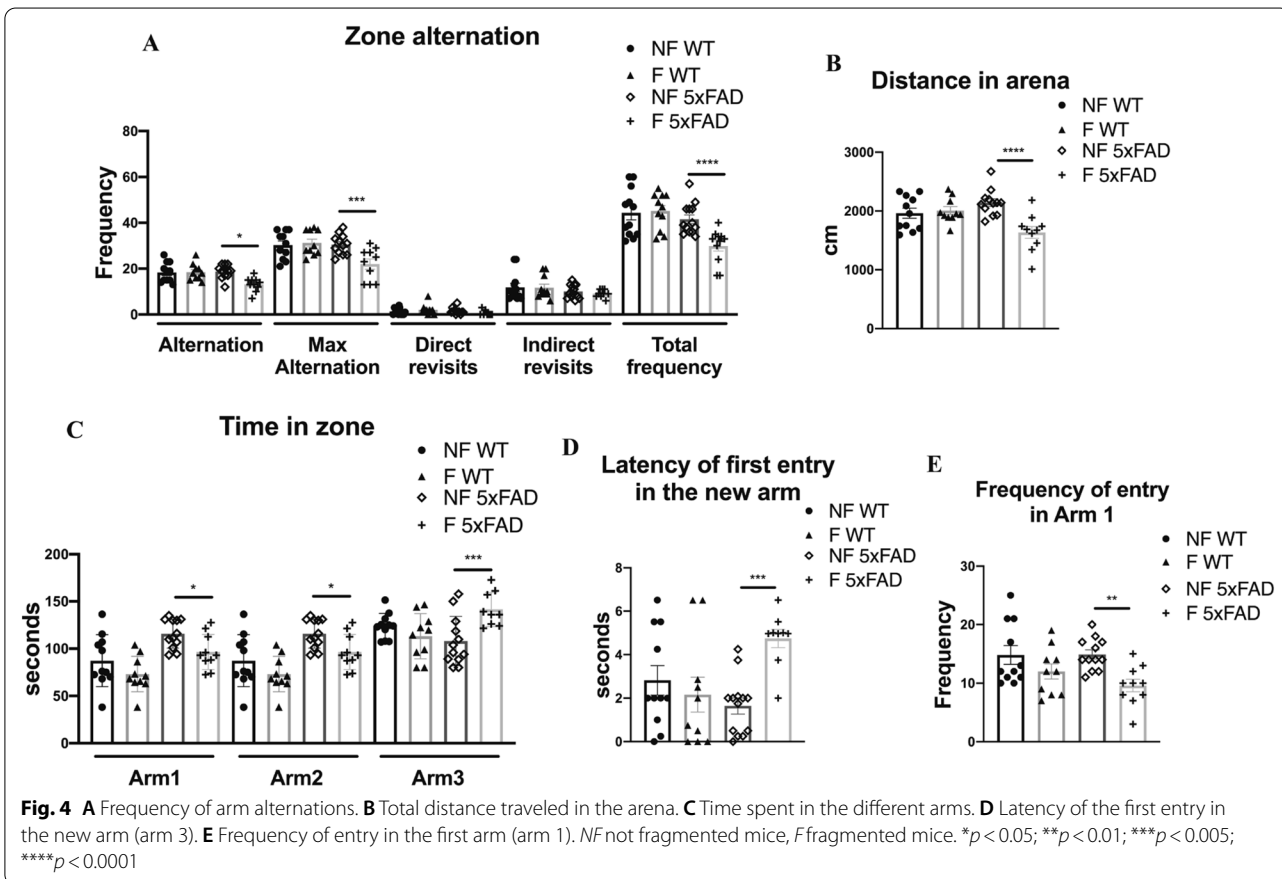 A
Zone alternation
NF WT
F WT
NF 5xFAD
F 5xFAD
Frequency
80
60
40
20
0
*
***
****
Alternation
Max
Alternation
Direct
revisits
Indirect
revisits
Total
frequency
B
Distance in arena
NF WT
F WT
NF 5xFAD
F 5xFAD
cm
3000
2000
1000
0
****
C
Time in zone
NF WT
F WT
NF 5xFAD
F 5xFAD
seconds
200
150
100
50
0
*
*
***
Arm1
Arm2
Arm3
D
Latency of first entry
in the new arm
NF WT
F WT
NF 5xFAD
F 5xFAD
seconds
8
6
4
2
0
***
E
Frequency of entry
in Arm 1
NF WT
F WT
NF 5xFAD
F 5xFAD
Frequency
30
20
10
0
**
Fig. 4 A Frequency of arm alternations. B Total distance traveled in the arena. C Time spent in the different arms. D Latency of the first entry in
the new arm (arm 3). E Frequency of entry in the first arm (arm 1). NF not fragmented mice, F fragmented mice. *p < 0.05; **p < 0.01; ***p < 0.005;
****p < 0.0001